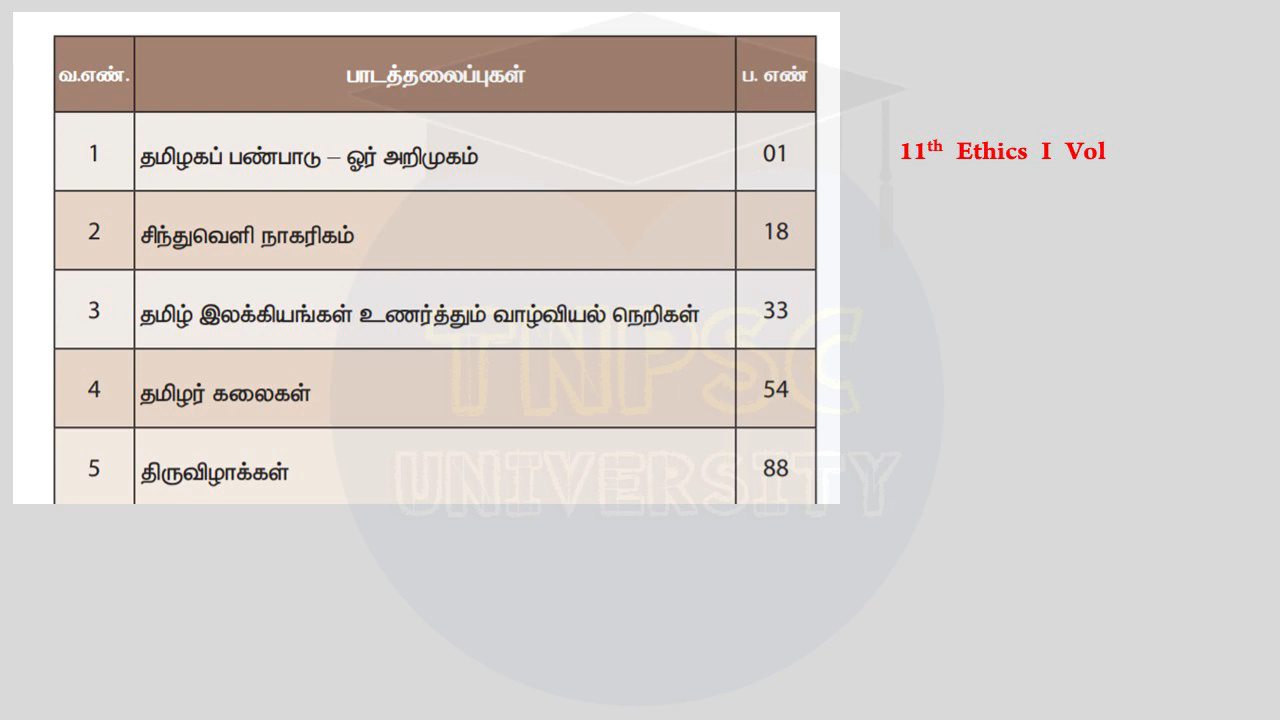 வ.எண். பாடத்தலைப்புகள் ப. எண்
1 தமிழகப் பண்பாடு – ஓர் அறிமுகம் 01
2 சிந்துவெளி நாகரிகம் 18
3 தமிழ் இலக்கியங்கள் உணர்த்தும் வாழ்வியல் நெறிகள் 33
4 தமிழர் கலைகள் 54
5 திருவிழாக்கள் 88
11th Ethics I Vol
TNPSC
UNIVERSITY